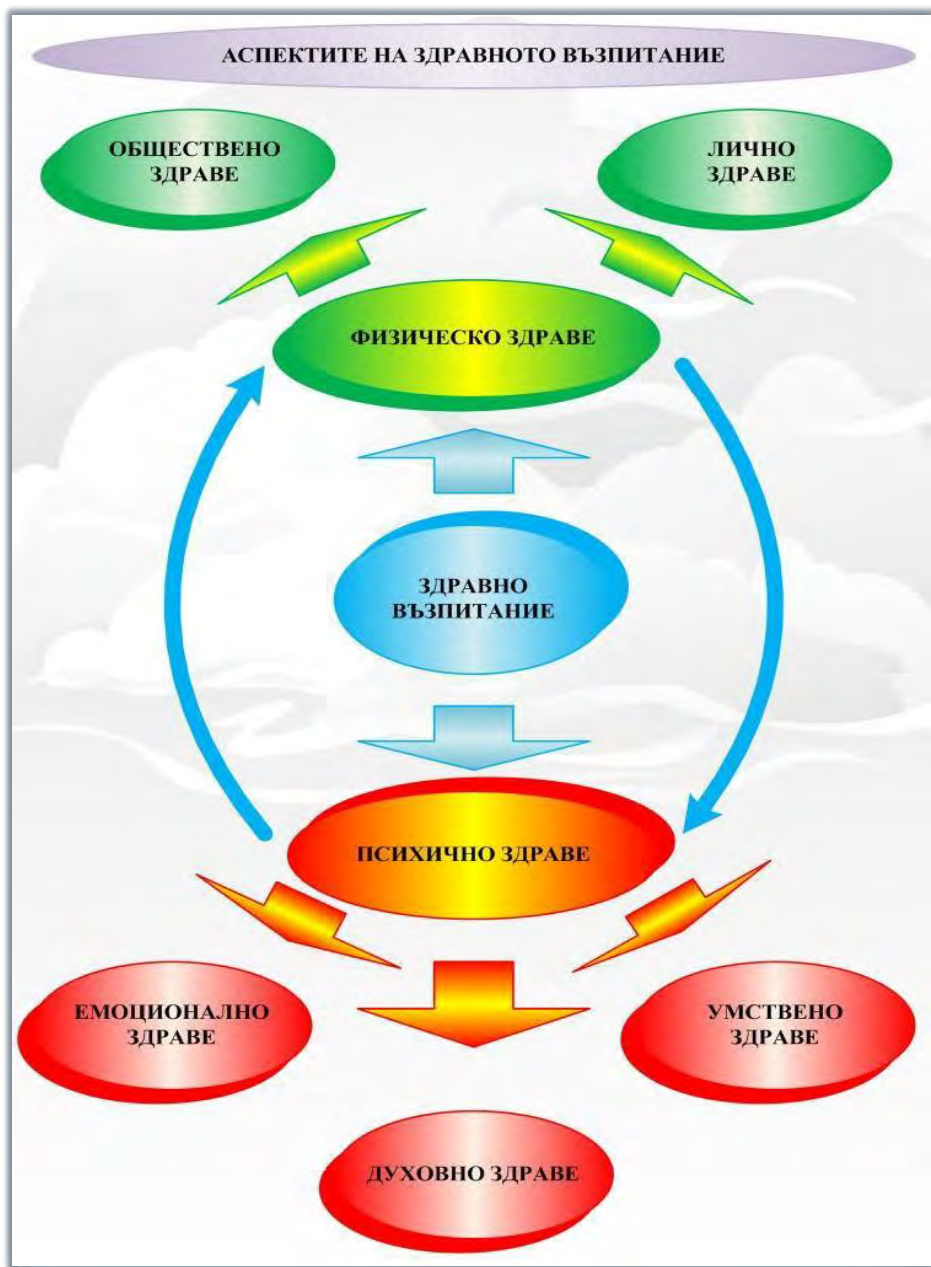 АСПЕКТИТЕ НА ЗДРАВНОТО ВЪЗПИТАНИЕ
ОБЩЕСТВЕНО
ЗДРАВЕ
ЛИЧНО
ЗДРАВЕ
ФИЗИЧЕСКО ЗДРАВЕ
ЗДРАВНО
ВЪЗПИТАНИЕ
ПСИХИЧНО ЗДРАВЕ
ЕМОЦИОНАЛНО
ЗДРАВЕ
УМСТВЕНО
ЗДРАВЕ
ДУХОВНО ЗДРАВЕ